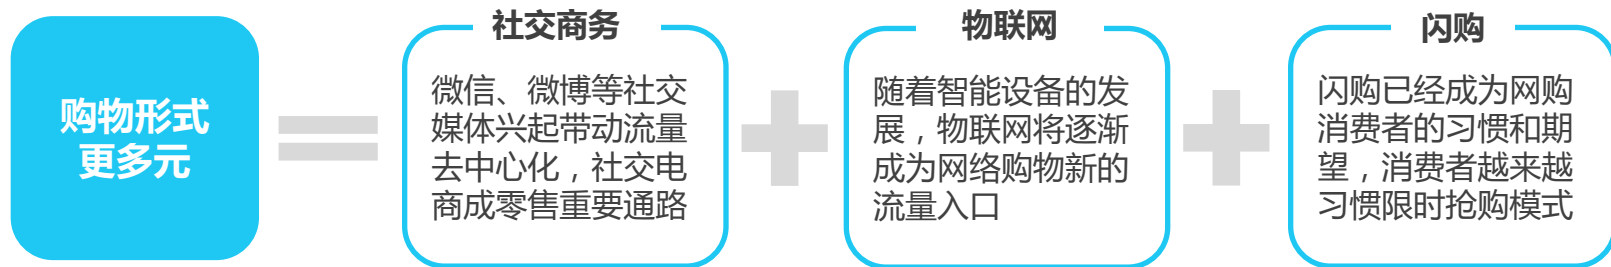 购物形式
更多元
社交商务
微信、微博等社交
媒体兴起带动流量
去中心化，社交电
商成零售重要通路
物联网
随着智能设备的发
展，物联网将逐渐
成为网络购物新的
流量入口
闪购
闪购已经成为网购
消费者的习惯和期
望，消费者越来越
习惯限时抢购模式